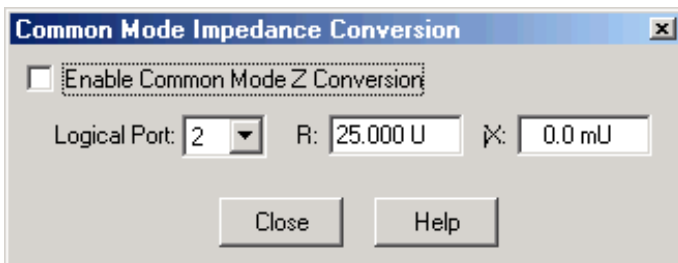 Common Mode Impedance Conversion
Enable Common Mode Z Conversion
Logical Port: 2 R: 25.000 U jX: 0.0 mU
Close Help